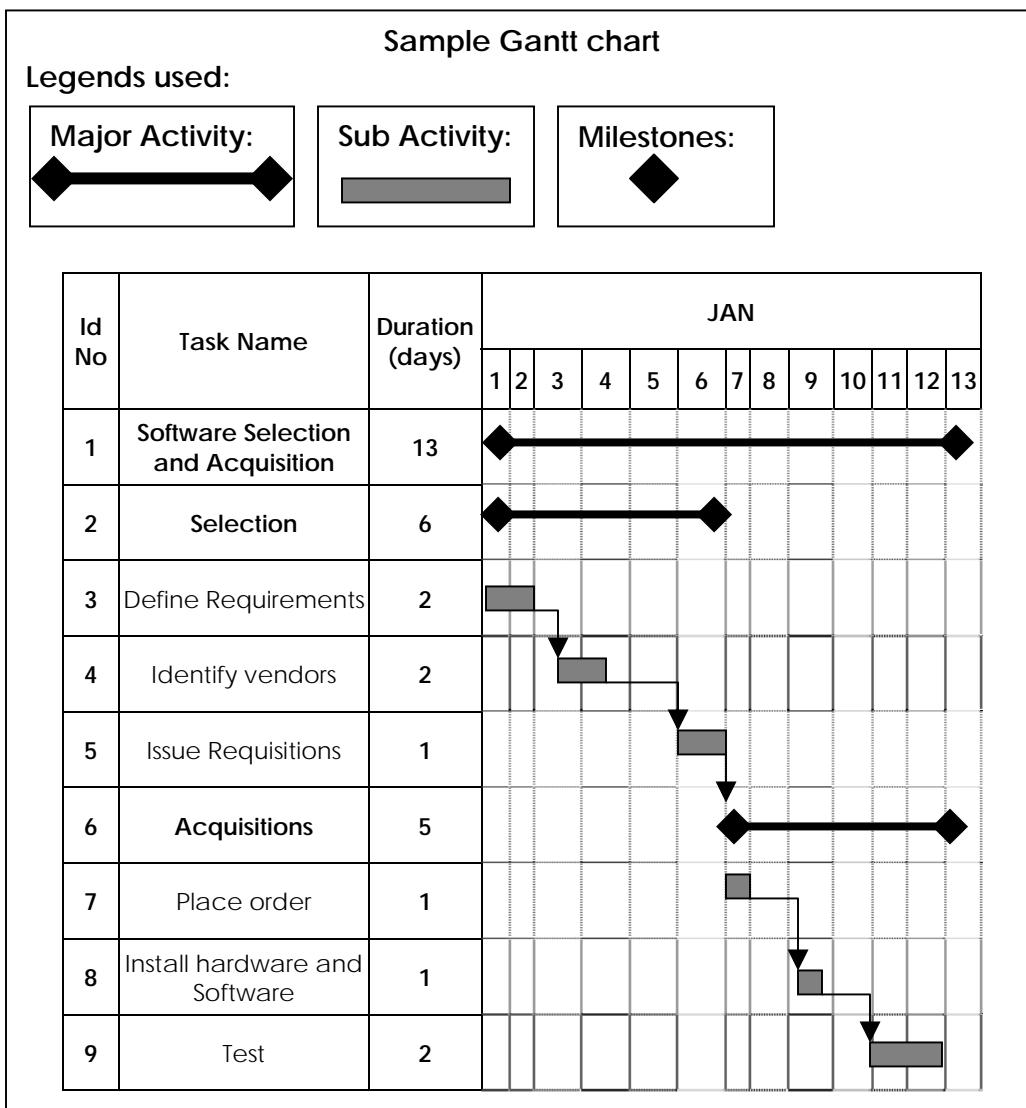 Sample Gantt chart
Legends used:
Major Activity:
Sub Activity:
Milestones:
Id No
Task Name
Duration (days)
JAN
1 2 3 4 5 6 7 8 9 10 11 12 13
1 Software Selection and Acquisition 13
2 Selection 6
3 Define Requirements 2
4 Identify vendors 2
5 Issue Requisitions 1
6 Acquisitions 5
7 Place order 1
8 Install hardware and Software 1
9 Test 2